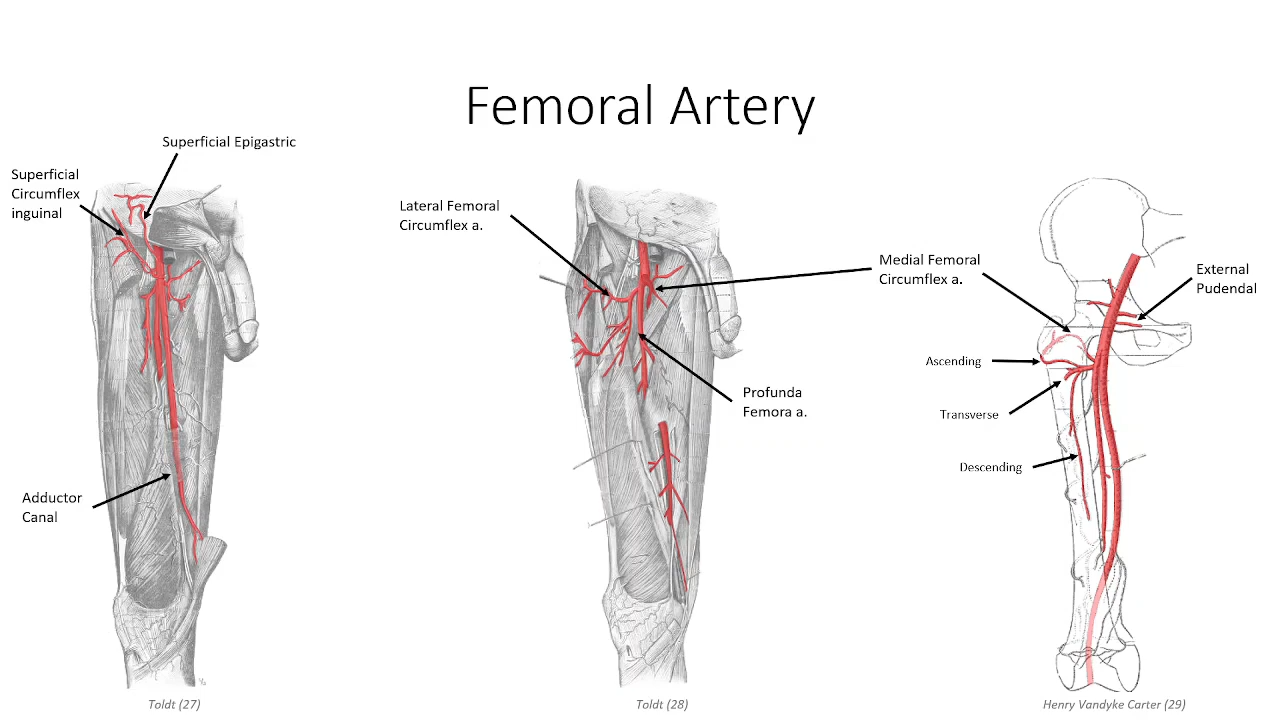 Femoral Artery
Superficial Epigastric
Superficial
Circumflex
inguinal
Adductor
Canal
Toldt (27)
Lateral Femoral
Circumflex a.
Profunda
Femora a.
Toldt (28)
Medial Femoral
Circumflex a.
External
Pudendal
Ascending
Transverse
Descending
Henry Vandyke Carter (29)